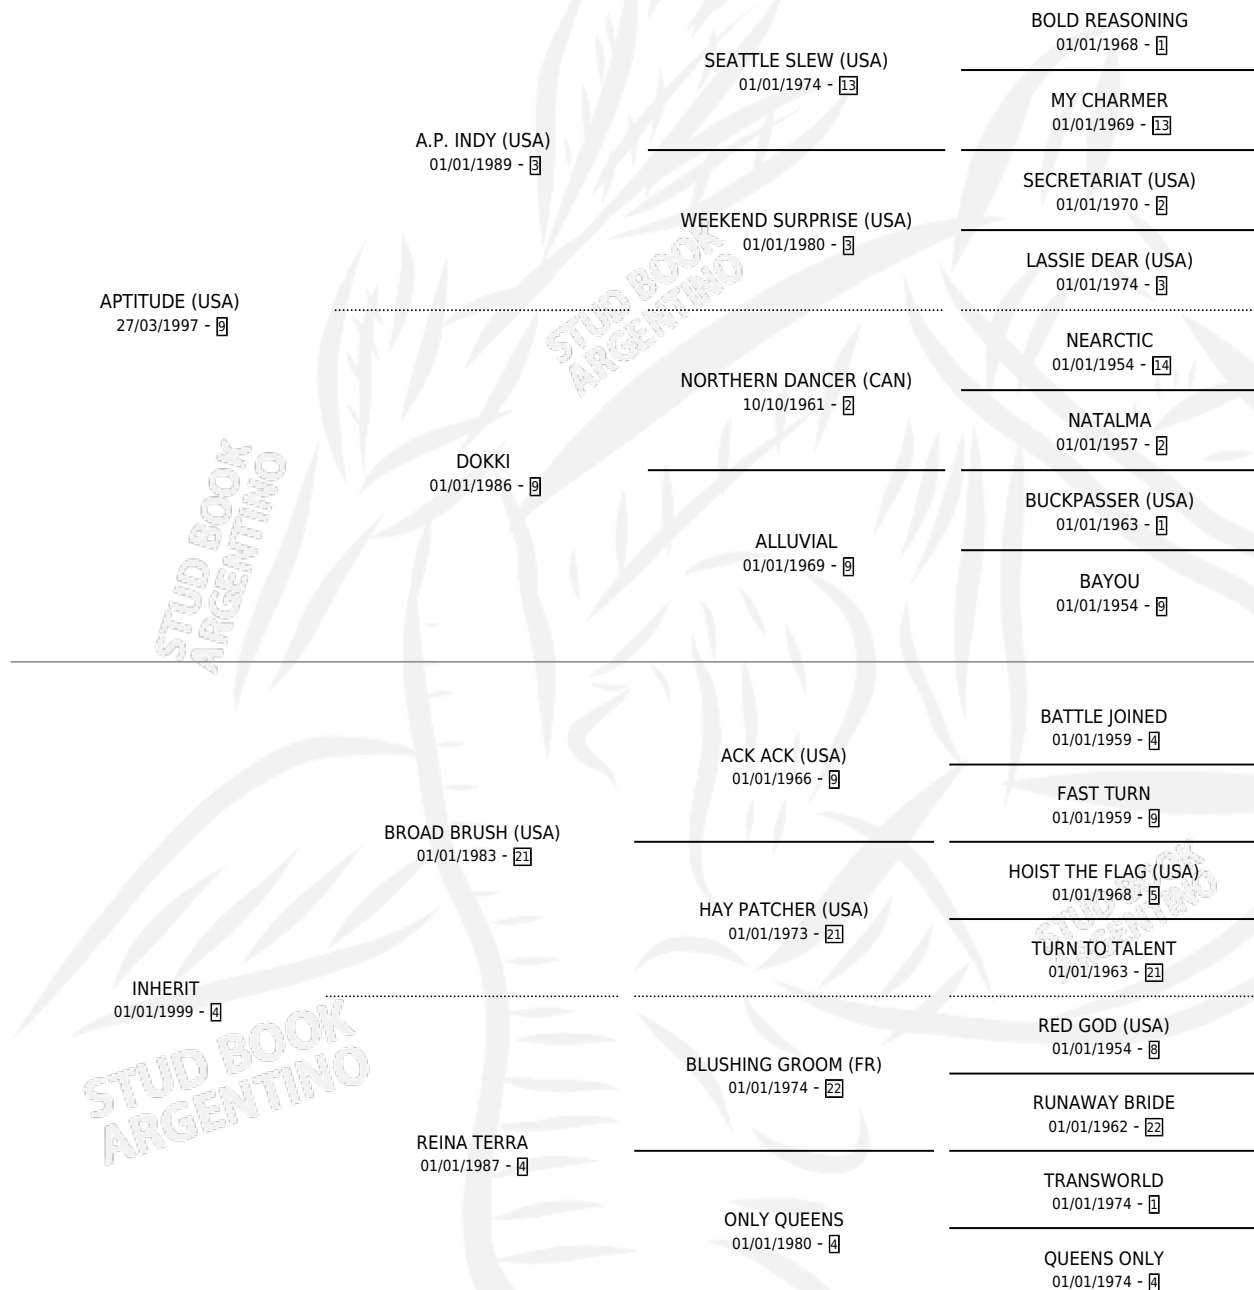 APTITUDE (USA)
27/03/1997 - 9
A.P. INDY (USA)
01/01/1989 - 3
SEATTLE SLEW (USA)
01/01/1974 - 13
BOLD REASONING
01/01/1968 - 1
MY CHARMER
01/01/1969 - 13
WEEKEND SURPRISE (USA)
01/01/1980 - 3
SECRETARIAT (USA)
01/01/1970 - 2
LASSIE DEAR (USA)
01/01/1974 - 3
DOKKI
01/01/1986 - 9
NORTHERN DANCER (CAN)
10/10/1961 - 2
NEARCTIC
01/01/1954 - 14
NATALMA
01/01/1957 - 2
ALLUVIAL
01/01/1969 - 9
BUCKPASSER (USA)
01/01/1963 - 1
BAYOU
01/01/1954 - 9
INHERIT
01/01/1999 - 4
BROAD BRUSH (USA)
01/01/1983 - 21
ACK ACK (USA)
01/01/1966 - 9
BATTLE JOINED
01/01/1959 - 4
FAST TURN
01/01/1959 - 9
HAY PATCHER (USA)
01/01/1973 - 21
HOIST THE FLAG (USA)
01/01/1968 - 5
TURN TO TALENT
01/01/1963 - 21
REINA TERRA
01/01/1987 - 4
BLUSHING GROOM (FR)
01/01/1974 - 22
RED GOD (USA)
01/01/1954 - 8
RUNAWAY BRIDE
01/01/1962 - 22
ONLY QUEENS
01/01/1980 - 4
TRANSWORLD
01/01/1974 - 1
QUEENS ONLY
01/01/1974 - 4
STUD BOOK
ARGENTINO
STUD BOOK
ARGENTINO
STUD BOOK
ARGENTINO
STUD BOOK
ARGENTINO